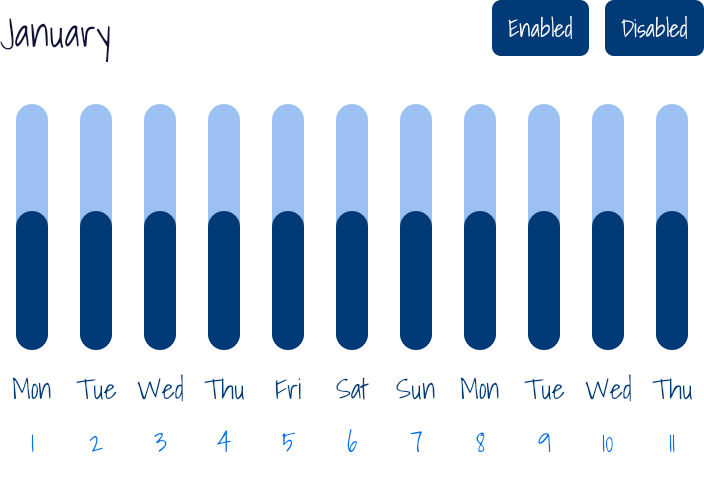 January
Enabled
Disabled
Mon Tue Wed Thu Fri Sat Sun Mon Tue Wed Thu
1 2 3 4 5 6 7 8 9 10 11